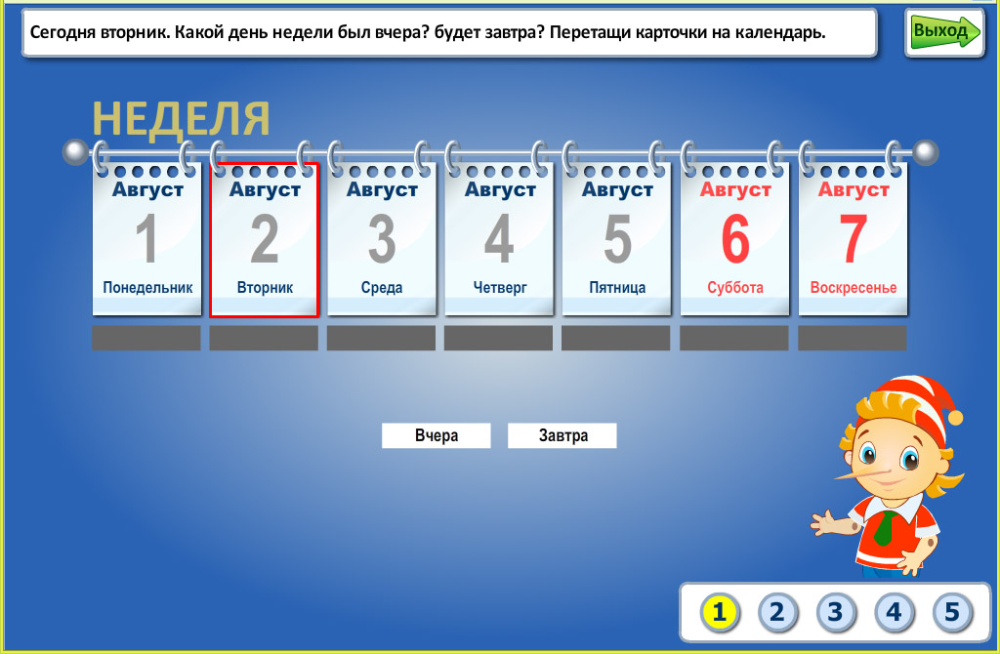 Сегодня вторник. Какой день недели был вчера? будет завтра? Перетащи карточки на календарь.
Выход
НЕДЕЛЯ
Август Август Август Август Август Август Август
1 2 3 4 5 6 7
Понедельник Вторник Среда Четверг Пятница Суббота Воскресенье
Вчера Завтра
1 2 3 4 5